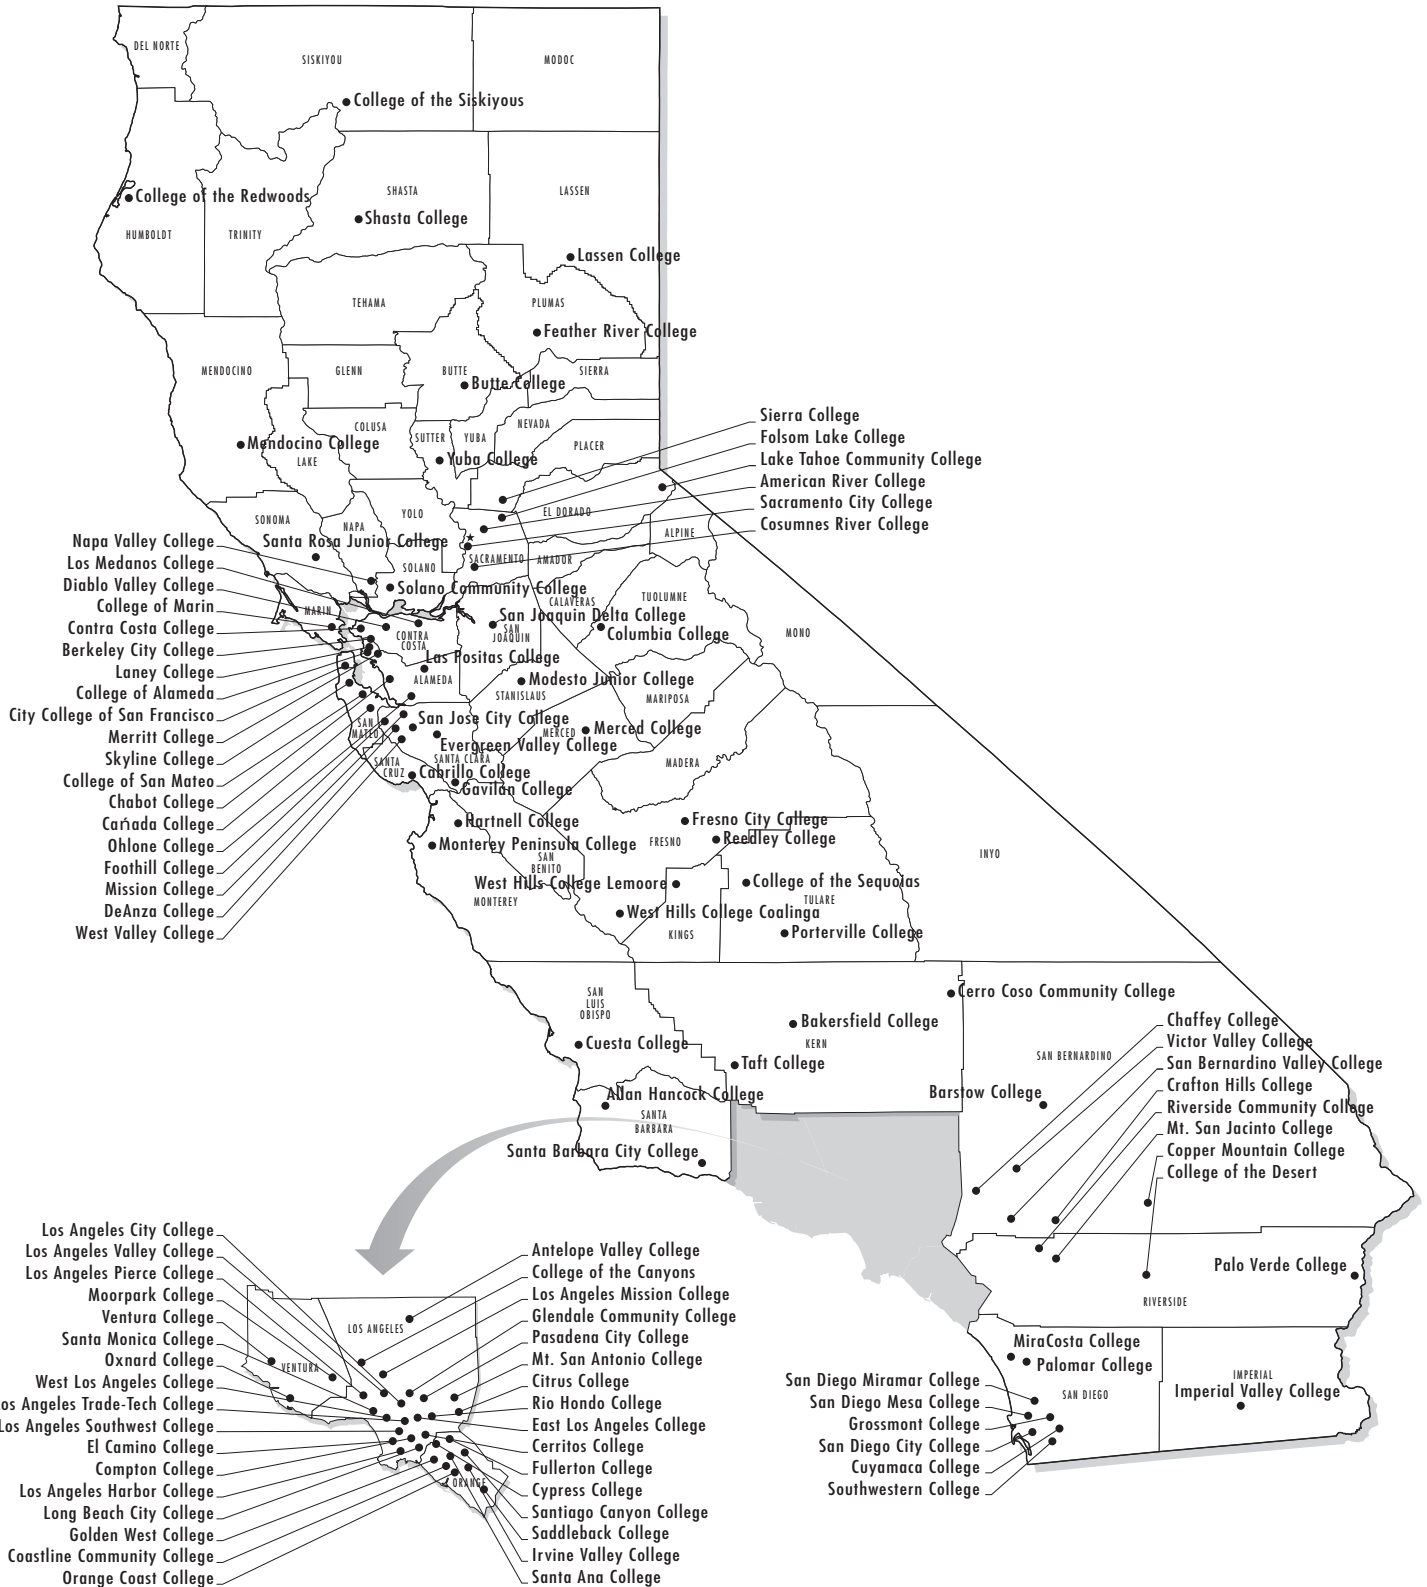 DEL NORTE
SISKIYOU
MODOC
College of the Siskiyous
College of the Redwoods
SHASTA
LASSEN
Shasta College
HUMBOLDT
TRINITY
Lassen College
TEHAMA
PLUMAS
Feather River College
MENDOCINO
GLENN
BUTTE
SIERRA
Butte College
COLUSA
SUTTER
YUBA
NEVADA
PLACER
Mendocino College
LAKE
Yuba College
Sierra College
Folsom Lake College
Lake Tahoe Community College
American River College
Sacramento City College
Cosumnes River College
SONOMA
NAPA
YOLO
EL DORADO
ALPINE
Santa Rosa Junior College
SOLANO
SACRAMENTO
AMADOR
Solano Community College
CALAVERAS
TUOLUMNE
MARIN
San Joaquin Delta College
SAN
JOAQUIN
CONTRA
COSTA
Columbia College
MONO
Las Positas College
ALAMEDA
Modesto Junior College
STANISLAUS
MARIPOSA
San Jose City College
SAN
MATEO
MERCED
Merced College
Evergreen Valley College
SANTA CLARA
SANTA
CRUZ
MADERA
Cabrillo College
Gavilan College
Napa Valley College
Los Medanos College
Diablo Valley College
College of Marin
Contra Costa College
Berkeley City College
Laney College
College of Alameda
City College of San Francisco
Merritt College
Skyline College
College of San Mateo
Chabot College
Cańada College
Ohlone College
Foothill College
Mission College
DeAnza College
West Valley College
Hartnell College
Fresno City College
Monterey Peninsula College
FRESNO
Reedley College
SAN
BENITO
INYO
West Hills College Lemoore
College of the Sequoias
MONTEREY
TULARE
West Hills College Coalinga
KINGS
Porterville College
SAN
LUIS
OBISPO
Cerro Coso Community College
Bakersfield College
Cuesta College
KERN
SAN BERNARDINO
Taft College
Allan Hancock College
Barstow College
SANTA
BARBARA
Santa Barbara City College
Chaffey College
Victor Valley College
San Bernardino Valley College
Crafton Hills College
Riverside Community College
Mt. San Jacinto College
Copper Mountain College
College of the Desert
Palo Verde College
RIVERSIDE
MiraCosta College
Palomar College
SAN DIEGO
IMPERIAL
Imperial Valley College
San Diego Miramar College
San Diego Mesa College
Grossmont College
San Diego City College
Cuyamaca College
Southwestern College
Los Angeles City College
Los Angeles Valley College
Los Angeles Pierce College
Moorpark College
Ventura College
Santa Monica College
Oxnard College
West Los Angeles College
Los Angeles Trade-Tech College
Los Angeles Southwest College
El Camino College
Compton College
Los Angeles Harbor College
Long Beach City College
Golden West College
Coastline Community College
Orange Coast College
LOS ANGELES
VENTURA
ORANGE
Antelope Valley College
College of the Canyons
Los Angeles Mission College
Glendale Community College
Pasadena City College
Mt. San Antonio College
Citrus College
Rio Hondo College
East Los Angeles College
Cerritos College
Fullerton College
Cypress College
Santiago Canyon College
Saddleback College
Irvine Valley College
Santa Ana College